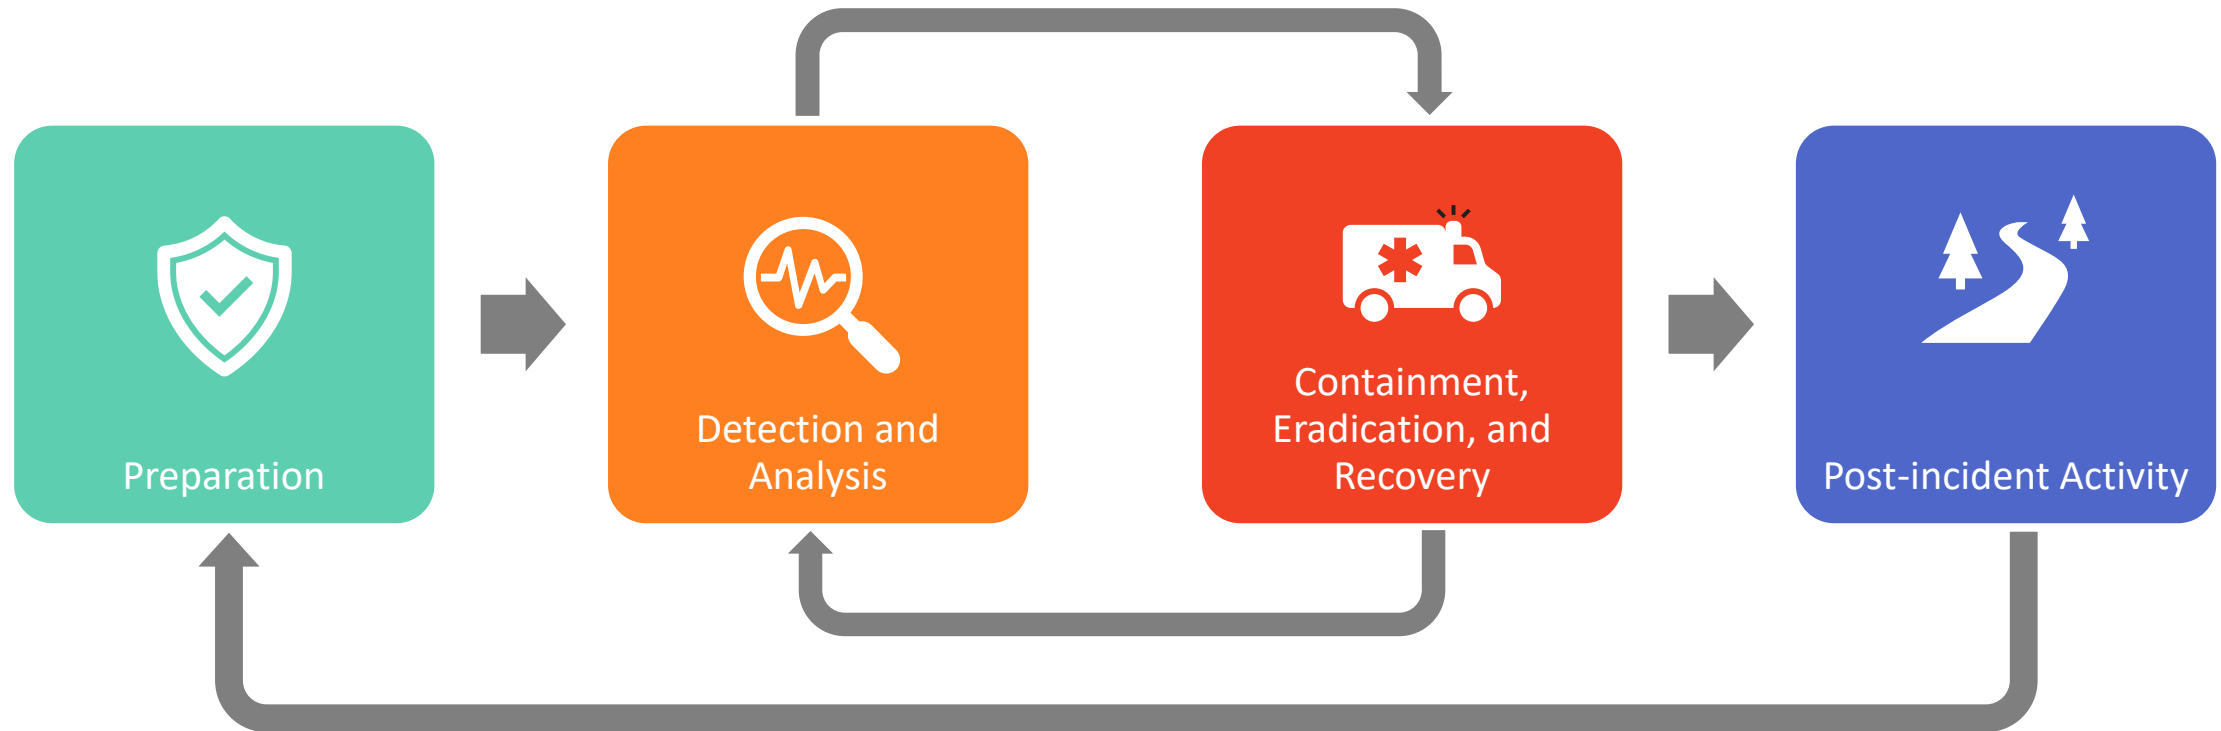 Preparation
Detection and
Analysis
Containment,
Eradication, and
Recovery
Post-incident Activity